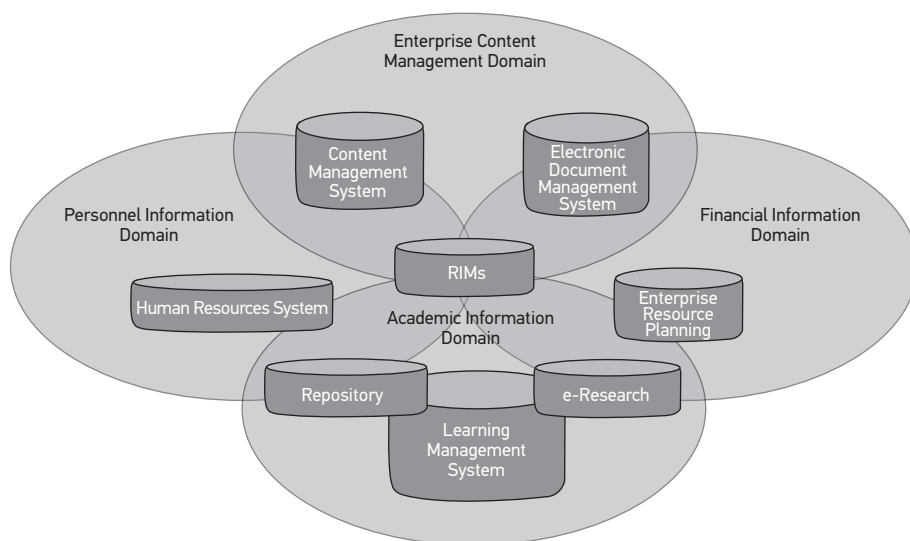 Enterprise Content
Management Domain
Content
Management
System
Electronic
Document
Management
System
Personnel Information
Domain
Financial Information
Domain
RIMs
Human Resources System
Enterprise
Resource
Planning
Academic Information
Domain
Repository
e-Research
Learning
Management
System